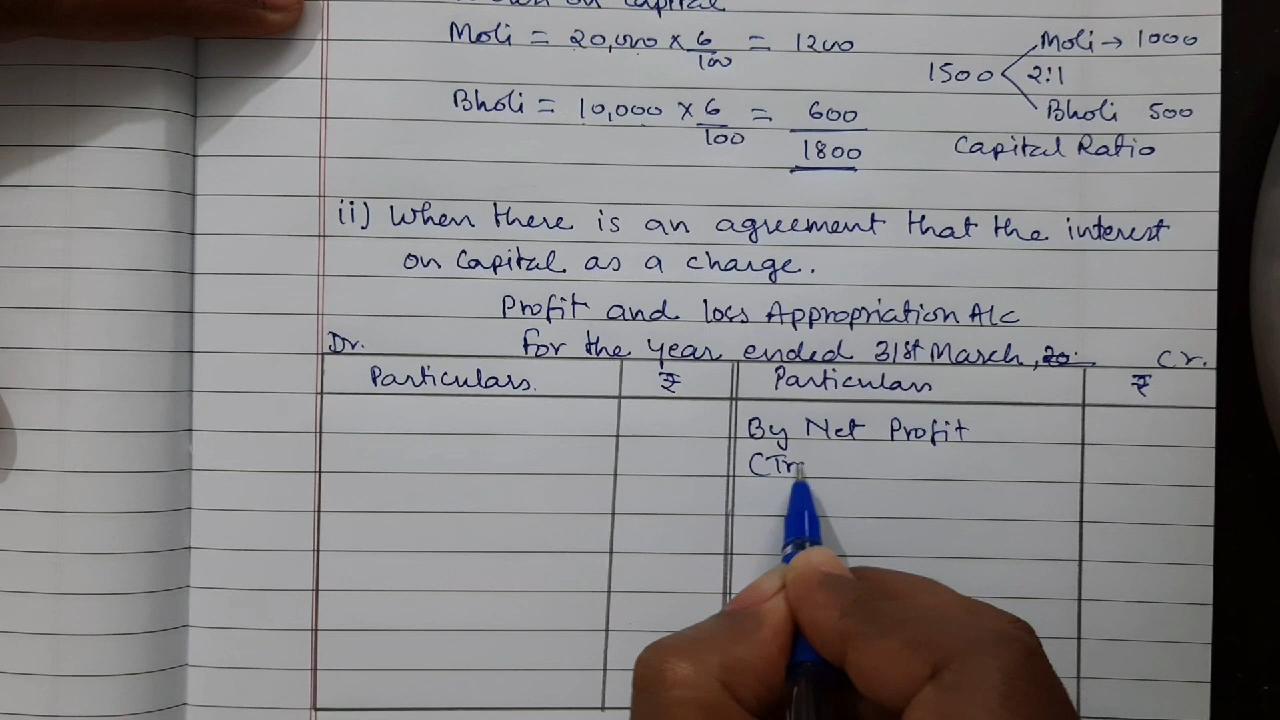 Moli = 20,000 × 6/100 = 1200
Moli → 1000
1500 < 2:1
Bholi = 10,000 × 6/100 = 600
Bholi 500
1800
Capital Ratio
ii) When there is an agreement that the interest
on Capital as a charge.
Profit and loss Appropriation A/c
Dr. for the year ended 31st March, Cr.
Particulars. ₹ Particulars ₹
By Net Profit
(Tr